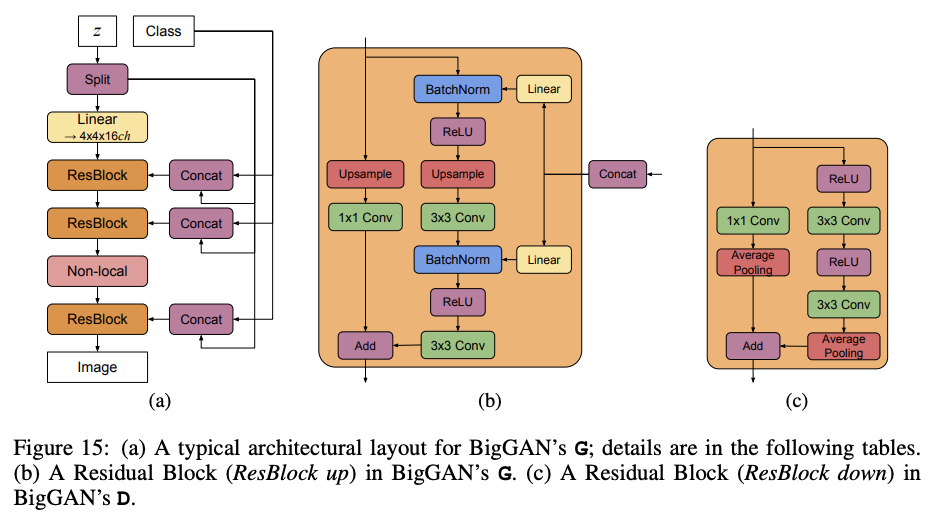 z
Class
Split
Linear
→ 4x4x16ch
ResBlock
Concat
ResBlock
Concat
Non-local
ResBlock
Concat
Image
(a)
BatchNorm
Linear
ReLU
Upsample
Upsample
Concat
1x1 Conv
3x3 Conv
BatchNorm
Linear
ReLU
Add
3x3 Conv
(b)
ReLU
1x1 Conv
3x3 Conv
Average
Pooling
ReLU
3x3 Conv
Add
Average
Pooling
(c)
Figure 15: (a) A typical architectural layout for BigGAN's G; details are in the following tables.
(b) A Residual Block (ResBlock up) in BigGAN's G. (c) A Residual Block (ResBlock down) in
BigGAN's D.